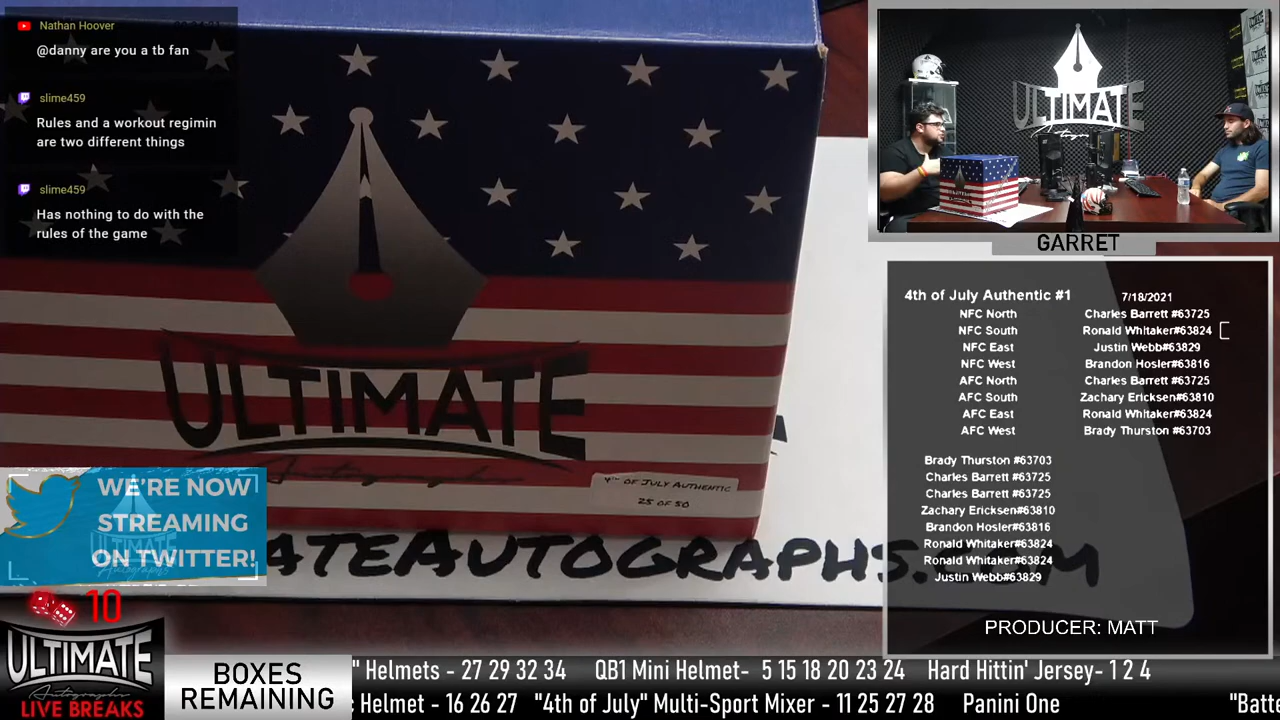 Nathan Hoover
@danny are you a tb fan
slime459
Rules and a workout regimin
are two different things
slime459
Has nothing to do with the
rules of the game
ULTIMATE
4TH OF JULY AUTHENTIC
25 OF 50
ATEAUTOGRAPHS.COM
WE'RE NOW
STREAMING
ON TWITTER!
10
ULTIMATE
Autographs
LIVE BREAKS
BOXES
REMAINING
ULTIMATE
GARRET
4th of July Authentic #1 7/18/2021
NFC North Charles Barrett #63725
NFC South Ronald Whitaker#63824
NFC East Justin Webb#63829
NFC West Brandon Hosler#63816
AFC North Charles Barrett #63725
AFC South Zachary Ericksen#63810
AFC East Ronald Whitaker#63824
AFC West Brady Thurston #63703
Brady Thurston #63703
Charles Barrett #63725
Charles Barrett #63725
Zachary Ericksen#63810
Brandon Hosler#63816
Ronald Whitaker#63824
Ronald Whitaker#63824
Justin Webb#63829
PRODUCER: MATT
" Helmets - 27 29 32 34 QB1 Mini Helmet- 5 15 18 20 23 24 Hard Hittin' Jersey- 1 2 4
Helmet - 16 26 27 "4th of July" Multi-Sport Mixer - 11 25 27 28 Panini One "Batte